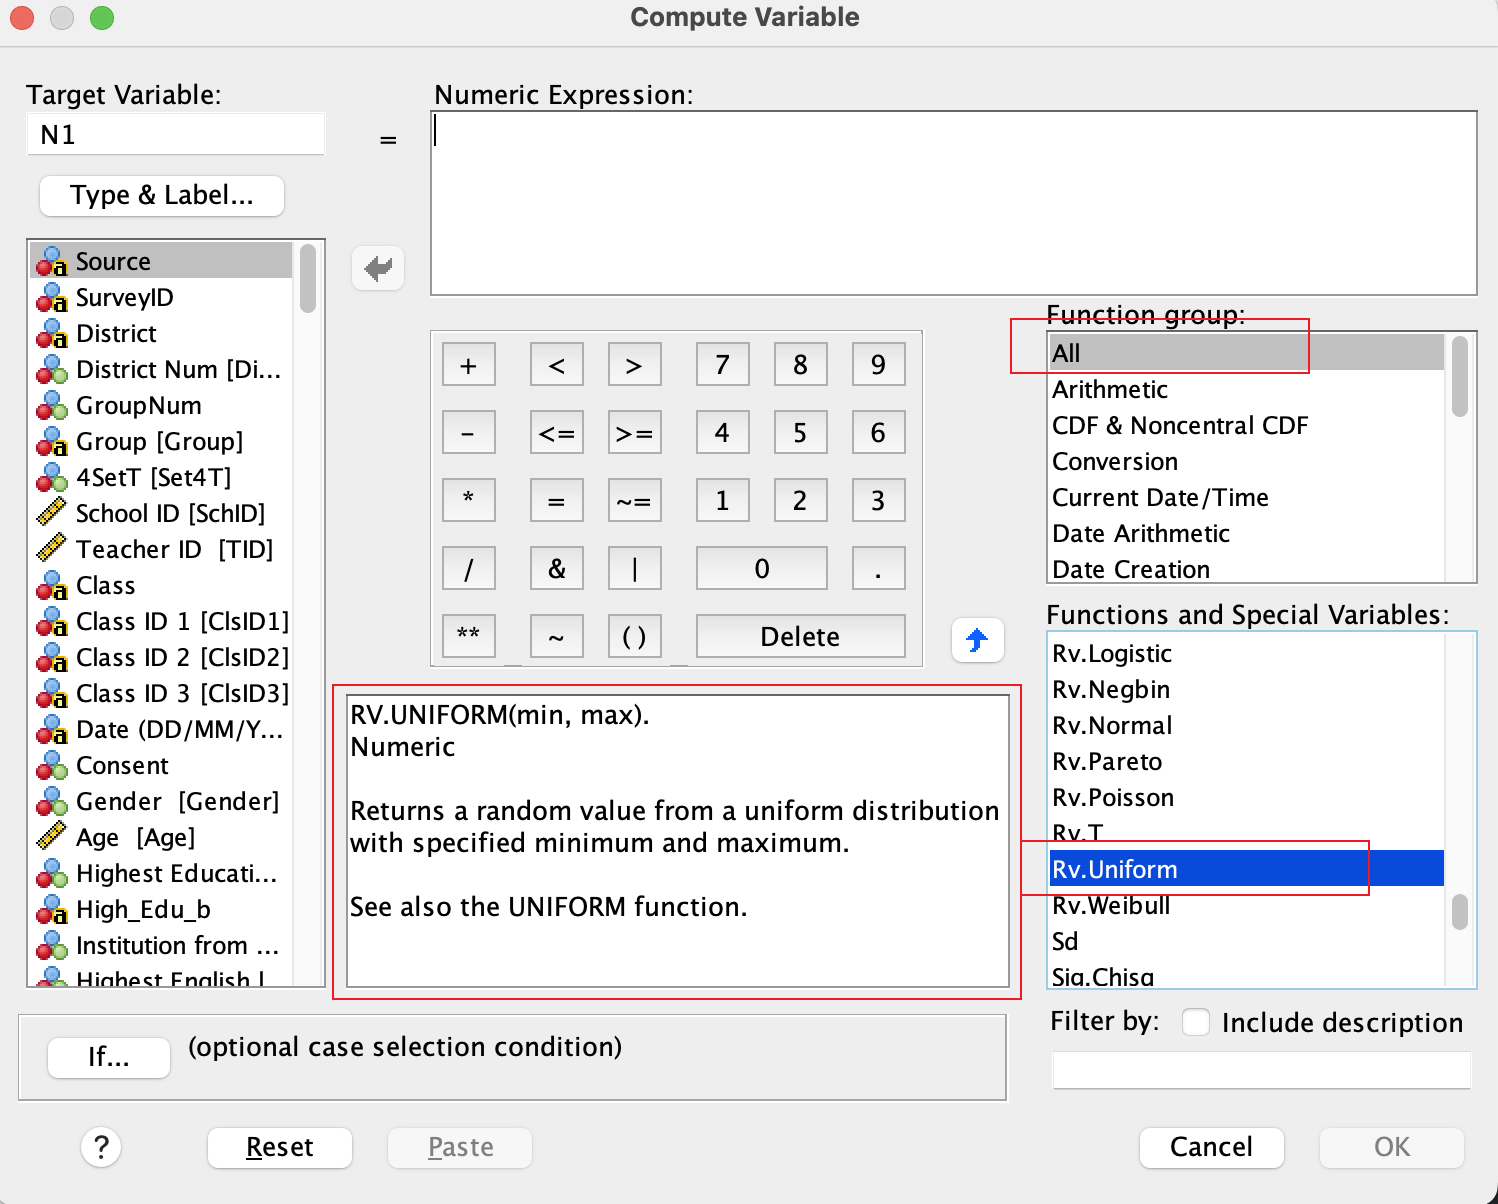 Compute Variable
Target Variable:
N1
Type & Label...
=
Numeric Expression:
Source
SurveyID
District
District Num [Di...
GroupNum
Group [Group]
4SetT [Set4T]
School ID [SchID]
Teacher ID [TID]
Class
Class ID 1 [ClsID1]
Class ID 2 [ClsID2]
Class ID 3 [ClsID3]
Date (DD/MM/Y...
Consent
Gender [Gender]
Age [Age]
Highest Educati...
High_Edu_b
Institution from ...
Highest English l
+ < > 7 8 9
- <= >= 4 5 6
* = ~= 1 2 3
/ & | 0 .
** ~ ( ) Delete
Function group:
All
Arithmetic
CDF & Noncentral CDF
Conversion
Current Date/Time
Date Arithmetic
Date Creation
RV.UNIFORM(min, max).
Numeric
Returns a random value from a uniform distribution
with specified minimum and maximum.
See also the UNIFORM function.
Functions and Special Variables:
Rv.Logistic
Rv.Negbin
Rv.Normal
Rv.Pareto
Rv.Poisson
Rv.T
Rv.Uniform
Rv.Weibull
Sd
Sig.Chisq
Filter by: Include description
If... (optional case selection condition)
? Reset Paste Cancel OK